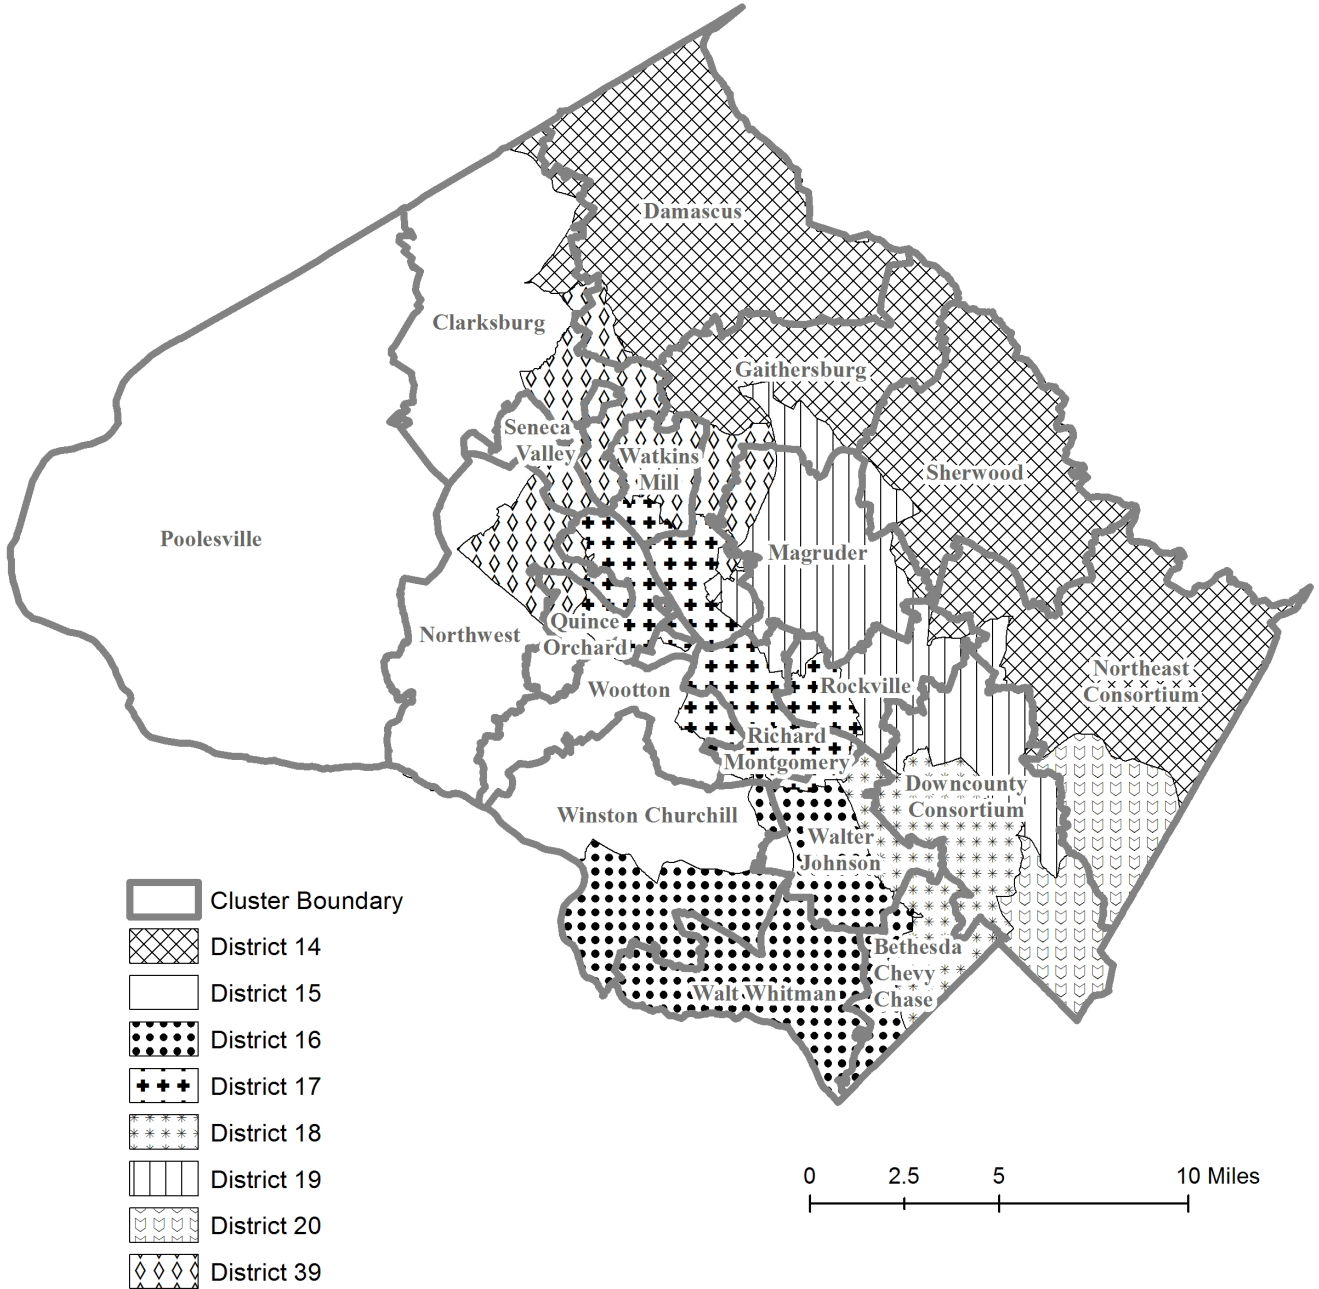 Damascus
Clarksburg
Gaithersburg
Seneca
Valley
Watkins
Mill
Sherwood
Poolesville
Magruder
Northwest
Quince
Orchard
Wootton
Rockville
Northeast
Consortium
Richard
Montgomery
Downcounty
Consortium
Winston Churchill
Walter
Johnson
Bethesda
Chevy
Chase
Walt Whitman
Cluster Boundary
District 14
District 15
District 16
District 17
District 18
District 19
District 20
District 39
0 2.5 5 10 Miles